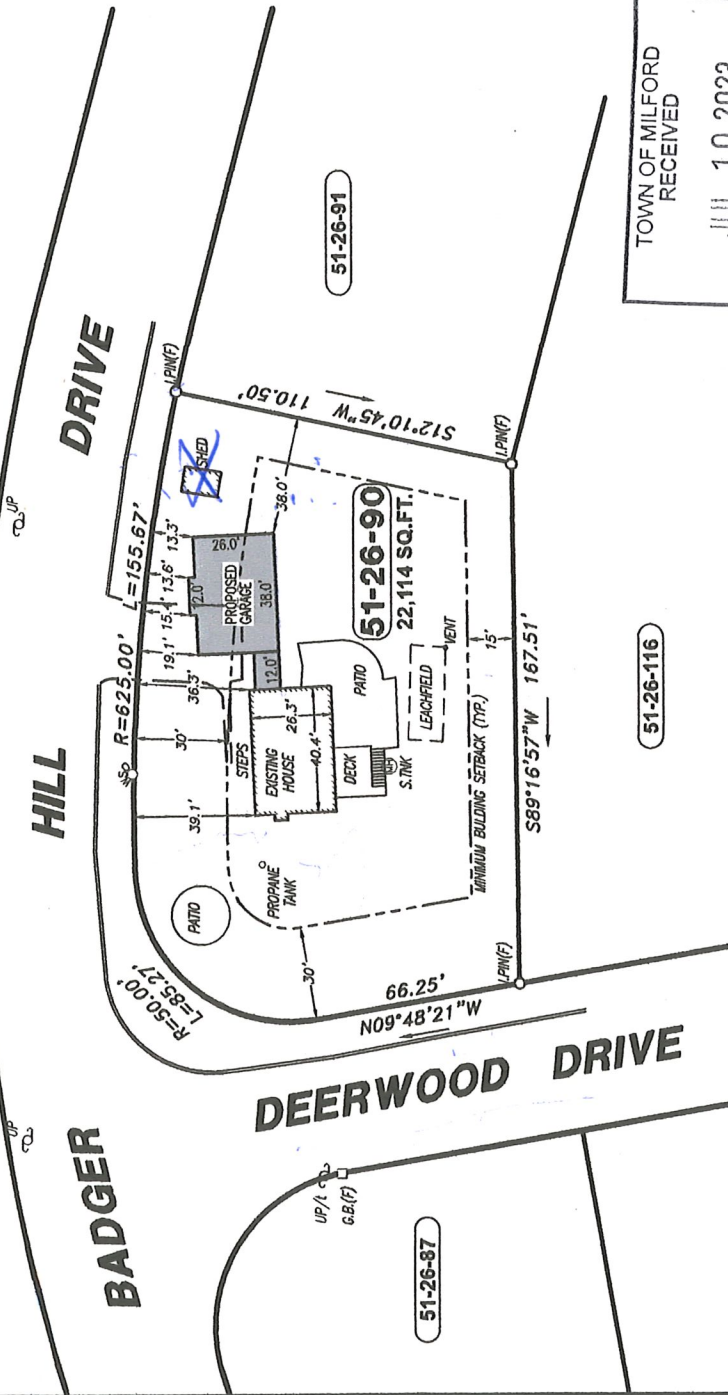 TOWN OF MILFORD
RECEIVED
BADGER
HILL
DRIVE
DEERWOOD DRIVE
UP
UP
UP/t
G.B.(F)
51-26-87
51-26-91
51-26-116
51-26-90
22,114 SQ.FT.
R=50.00'
L=85.27'
R=625.00'
L=155.67'
I.PIN(F)
I.PIN(F)
I.PIN(F)
S12°10'45"W
110.50'
S89°16'57"W 167.51'
N09°48'21"W
66.25'
SHED
13.3'
13.6'
15.4'
19.1'
36.3'
30'
39.1'
26.0'
38.0'
38.0'
12.0'
PROPOSED
GARAGE
STEPS
EXISTING
HOUSE
26.3'
40.4'
DECK
PATIO
PATIO
PROPANE
TANK
S.TNK
LEACHFIELD
VENT
15'
30'
MINIMUM BULDING SETBACK (TYP.)